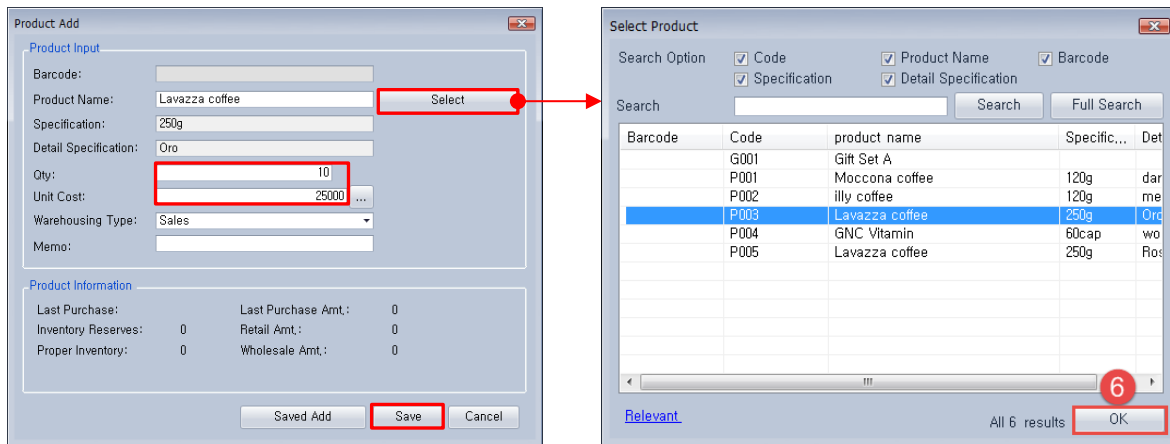 Product Add
Product Input
Barcode:
Product Name: Lavazza coffee Select
Specification: 250g
Detail Specification: Oro
Qty: 10
Unit Cost: 25000 ...
Warehousing Type: Sales
Memo:
Product Information
Last Purchase: Last Purchase Amt.: 0
Inventory Reserves: 0 Retail Amt.: 0
Proper Inventory: 0 Wholesale Amt.: 0
Saved Add Save Cancel
Select Product
Search Option Code Product Name Barcode
Specification Detail Specification
Search Search Full Search
Barcode Code product name Specific... Det
G001 Gift Set A
P001 Moccona coffee 120g dar
P002 illy coffee 120g me
P003 Lavazza coffee 250g Oro
P004 GNC Vitamin 60cap wo
P005 Lavazza coffee 250g Ros
6
Relevant All 6 results OK